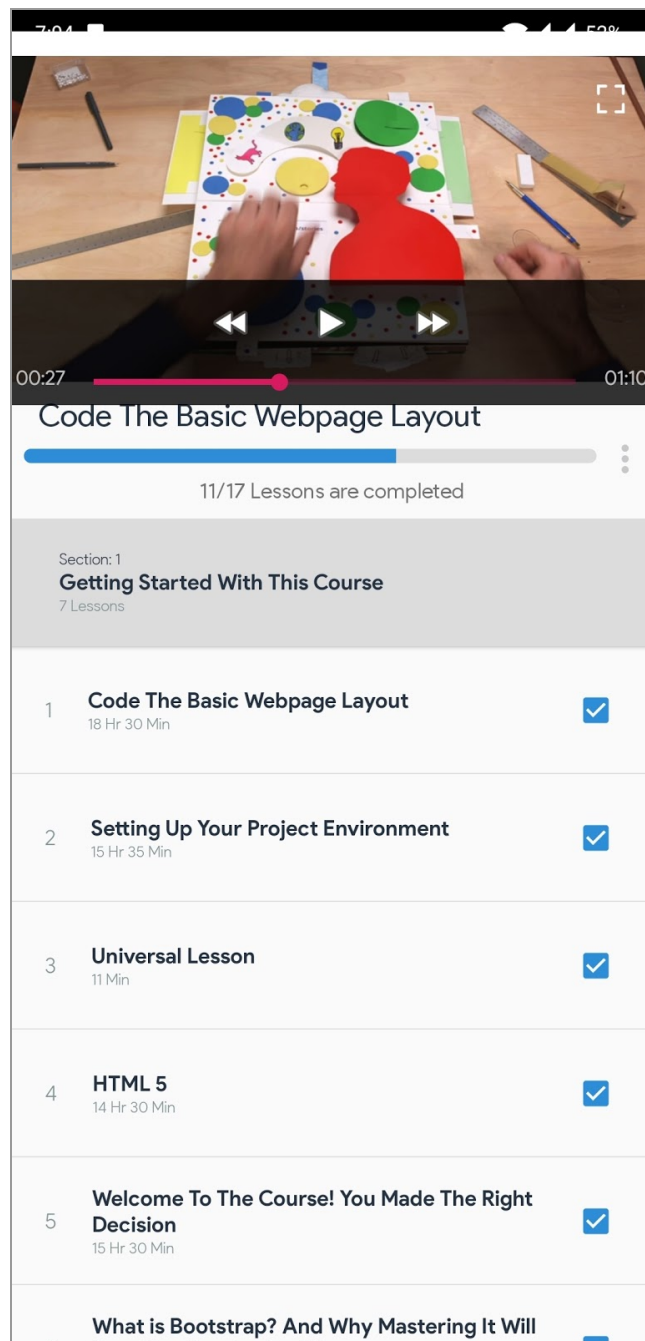 00:27
01:10
Code The Basic Webpage Layout
11/17 Lessons are completed
Section: 1
Getting Started With This Course
7 Lessons
1
Code The Basic Webpage Layout
18 Hr 30 Min
2
Setting Up Your Project Environment
15 Hr 35 Min
3
Universal Lesson
11 Min
4
HTML 5
14 Hr 30 Min
5
Welcome To The Course! You Made The Right
Decision
15 Hr 30 Min
What is Bootstrap? And Why Mastering It Will